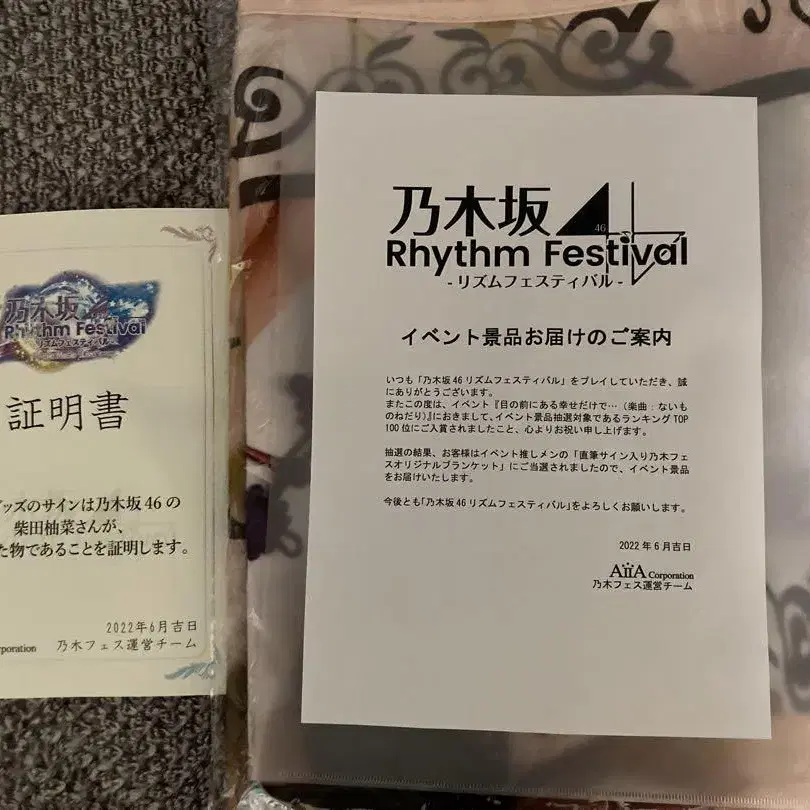 乃木坂
Rhythm Festival
リズムフェスティバル
証明書
グッズのサインは乃木坂46の
柴田柚菜さんが、
た物であることを証明します。
2022年6月吉日
rporation 乃木フェス運営チーム
乃木坂46
Rhythm Festival
- リズムフェスティバル -
イベント景品お届けのご案内
いつも「乃木坂46リズムフェスティバル」をプレイしていただき、誠
にありがとうございます。
またこの度は、イベント『目の前にある幸せだけで…（楽曲：ないも
のねだり）』におきまして、イベント景品抽選対象であるランキングTOP
100位にご入賞されましたこと、心よりお祝い申し上げます。
抽選の結果、お客様はイベント推しメンの「直筆サイン入り乃木フェ
スオリジナルブランケット」にご当選されましたので、イベント景品
をお届けいたします。
今後とも「乃木坂46リズムフェスティバル」をよろしくお願いします。
2022年6月吉日
AiiA Corporation
乃木フェス運営チーム